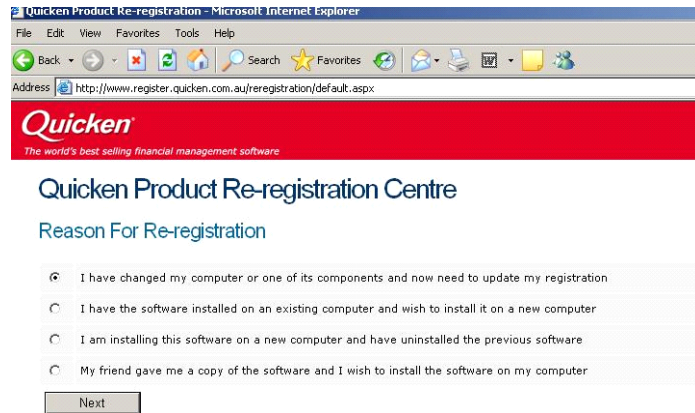 Quicken Product Re-registration - Microsoft Internet Explorer
File Edit View Favorites Tools Help
Back Search Favorites
Address http://www.register.quicken.com.au/reregistration/default.aspx
Quicken
The world's best selling financial management software
Quicken Product Re-registration Centre
Reason For Re-registration
I have changed my computer or one of its components and now need to update my registration
I have the software installed on an existing computer and wish to install it on a new computer
I am installing this software on a new computer and have uninstalled the previous software
My friend gave me a copy of the software and I wish to install the software on my computer
Next